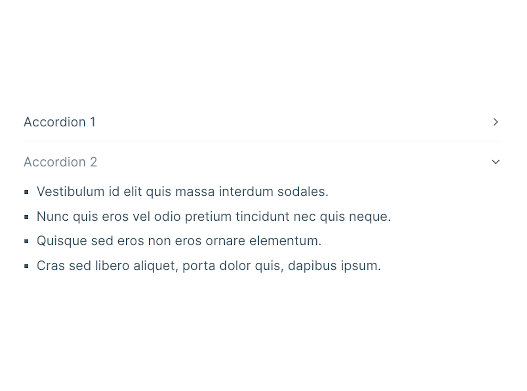 Accordion 1
Accordion 2
Vestibulum id elit quis massa interdum sodales.
Nunc quis eros vel odio pretium tincidunt nec quis neque.
Quisque sed eros non eros ornare elementum.
Cras sed libero aliquet, porta dolor quis, dapibus ipsum.